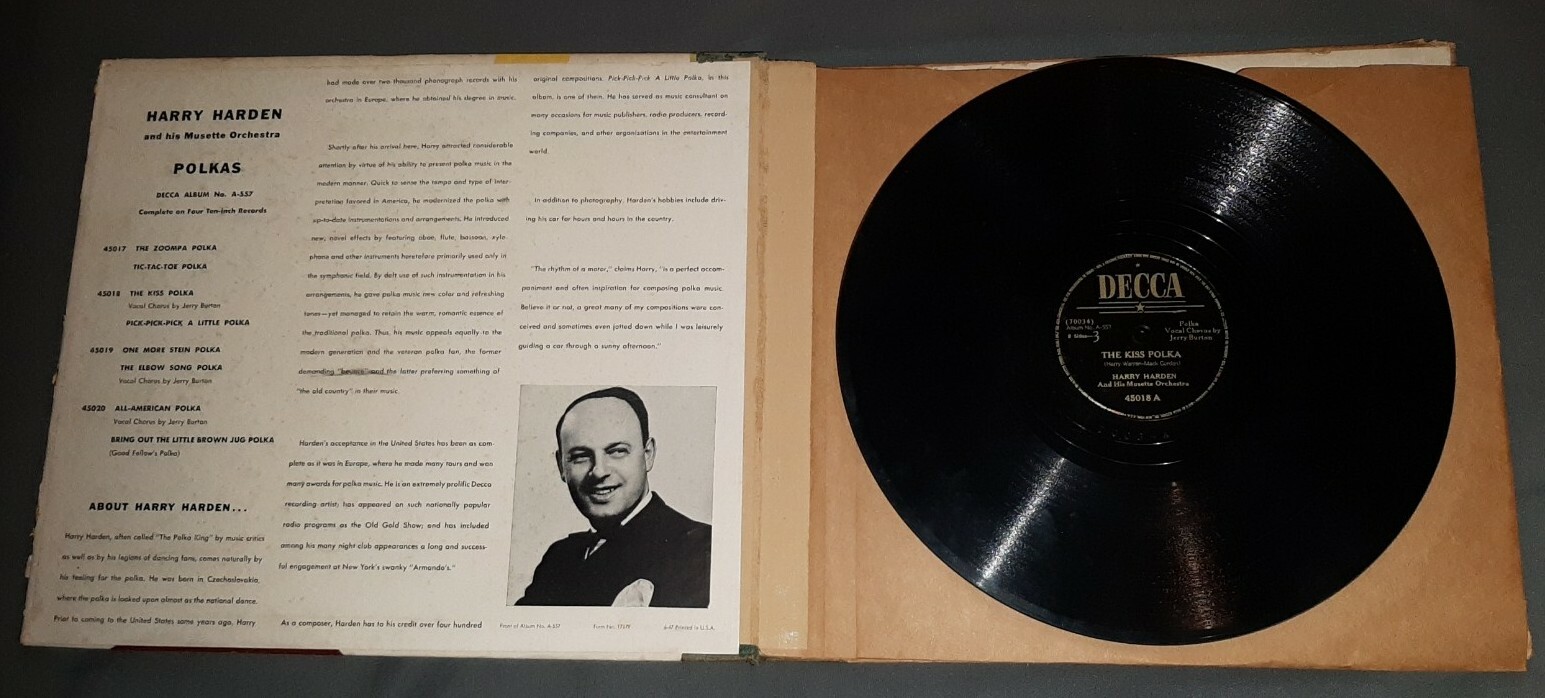 HARRY HARDEN
and his Musette Orchestra
POLKAS
DECCA ALBUM No. A-557
Complete on Four Ten-inch Records
45017 THE ZOOMPA POLKA
TIC-TAC-TOE POLKA
45018 THE KISS POLKA
Vocal Chorus by Jerry Burton
PICK-PICK-PICK A LITTLE POLKA
45019 ONE MORE STEIN POLKA
THE ELBOW SONG POLKA
Vocal Chorus by Jerry Burton
45020 ALL-AMERICAN POLKA
Vocal Chorus by Jerry Burton
BRING OUT THE LITTLE BROWN JUG POLKA
(Good Fellow's Polka)
ABOUT HARRY HARDEN...
Harry Harden, often called "The Polka King" by music critics
as well as by his legions of dancing fans, comes naturally by
his feeling for the polka. He was born in Czechoslovakia,
where the polka is looked upon almost as the national dance.
Prior to coming to the United States some years ago, Harry
had made over two thousand phonograph records with his
orchestra in Europe, where he obtained his degree in music.
Shortly after his arrival here, Harry attracted considerable
attention by virtue of his ability to present polka music in the
modern manner. Quick to sense the tempo and type of inter-
pretation favored in America, he modernized the polka with
up-to-date instrumentations and arrangements. He introduced
new, novel effects by featuring oboe, flute, bassoon, xylo-
phone and other instruments heretofore primarily used only in
the symphonic field. By deft use of such instrumentation in his
arrangements, he gave polka music new color and refreshing
tones—yet managed to retain the warm, romantic essence of
the traditional polka. Thus, his music appeals equally to the
modern generation and the veteran polka fan, the former
demanding "bounce" and the latter preferring something of
"the old country" in their music.
Harden's acceptance in the United States has been as com-
plete as it was in Europe, where he made many tours and won
many awards for polka music. He is an extremely prolific Decca
recording artist; has appeared on such nationally popular
radio programs as the Old Gold Show; and has included
among his many night club appearances a long and success-
ful engagement at New York's swanky "Armando's."
As a composer, Harden has to his credit over four hundred
original compositions. Pick-Pick-Pick A Little Polka, in this
album, is one of them. He has served as music consultant on
many occasions for music publishers, radio producers, record-
ing companies, and other organizations in the entertainment
world.
In addition to photography, Harden's hobbies include driv-
ing his car for hours and hours in the country.
"The rhythm of a motor," claims Harry, "is a perfect accom-
paniment and often inspiration for composing polka music.
Believe it or not, a great many of my compositions were con-
ceived and sometimes even jotted down while I was leisurely
guiding a car through a sunny afternoon."
Front of Album No. A-557
Form No. 17379
6-47 Printed in U.S.A.
DECCA
(70034)
Album No. A-557
8 Sides—3
Polka
Vocal Chorus by
Jerry Burton
THE KISS POLKA
(Harry Warren-Mack Gordon)
HARRY HARDEN
And His Musette Orchestra
45018 A